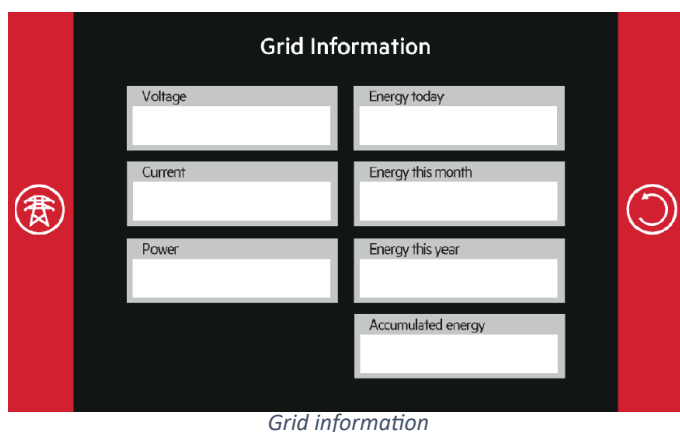 Grid Information
Voltage
Energy today
Current
Energy this month
Power
Energy this year
Accumulated energy
Grid information